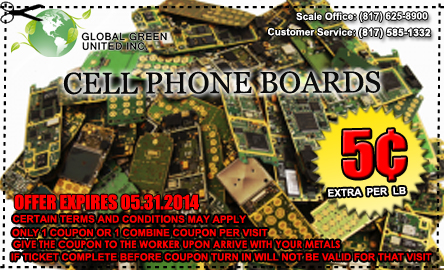 GLOBAL GREEN
UNITED INC
Scale Office: (817) 625-8900
Customer Service: (817) 585-1332
CELL PHONE BOARDS
5¢
EXTRA PER LB
OFFER EXPIRES 05.31.2014
CERTAIN TERMS AND CONDITIONS MAY APPLY
ONLY 1 COUPON OR 1 COMBINE COUPON PER VISIT
GIVE THE COUPON TO THE WORKER UPON ARRIVE WITH YOUR METALS
IF TICKET COMPLETE BEFORE COUPON TURN IN WILL NOT BE VALID FOR THAT VISIT